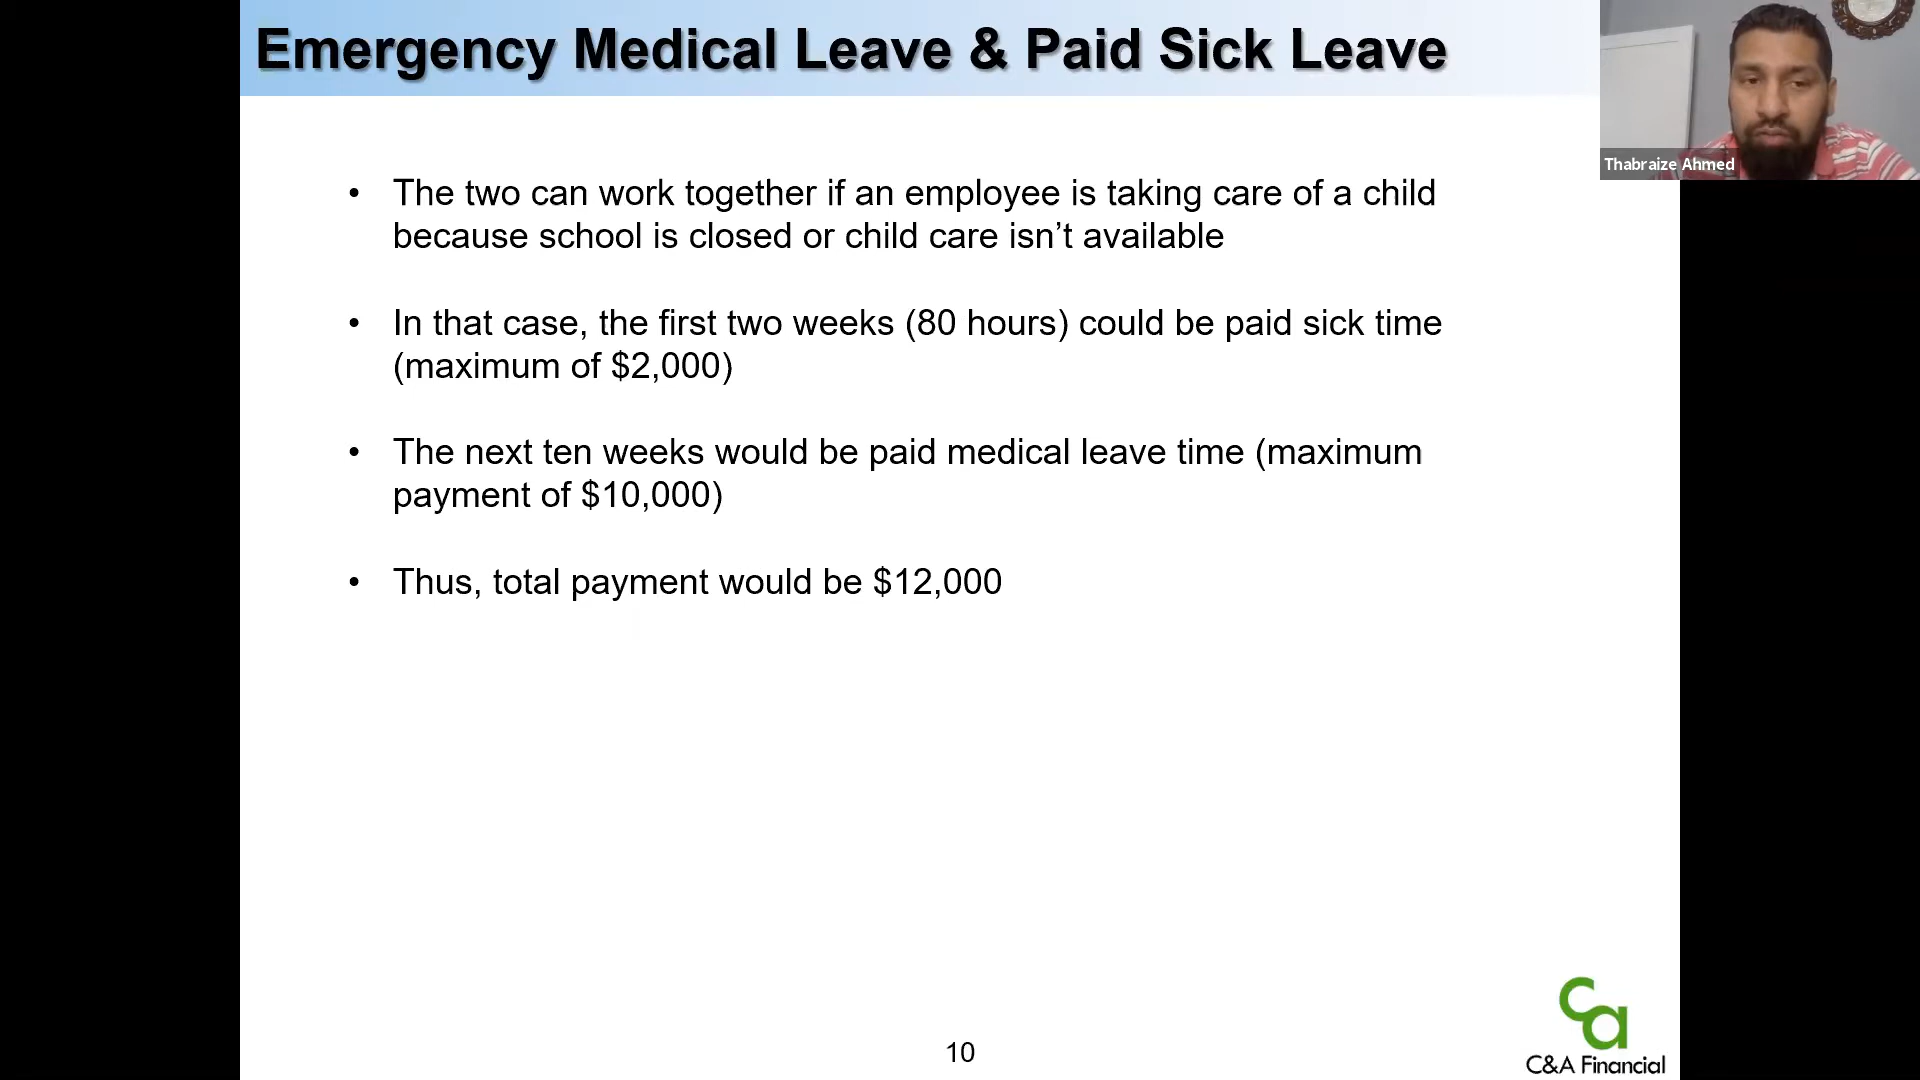 Emergency Medical Leave & Paid Sick Leave
Thabraize Ahmed
• The two can work together if an employee is taking care of a child
because school is closed or child care isn’t available
• In that case, the first two weeks (80 hours) could be paid sick time
(maximum of $2,000)
• The next ten weeks would be paid medical leave time (maximum
payment of $10,000)
• Thus, total payment would be $12,000
10
ca
C&A Financial